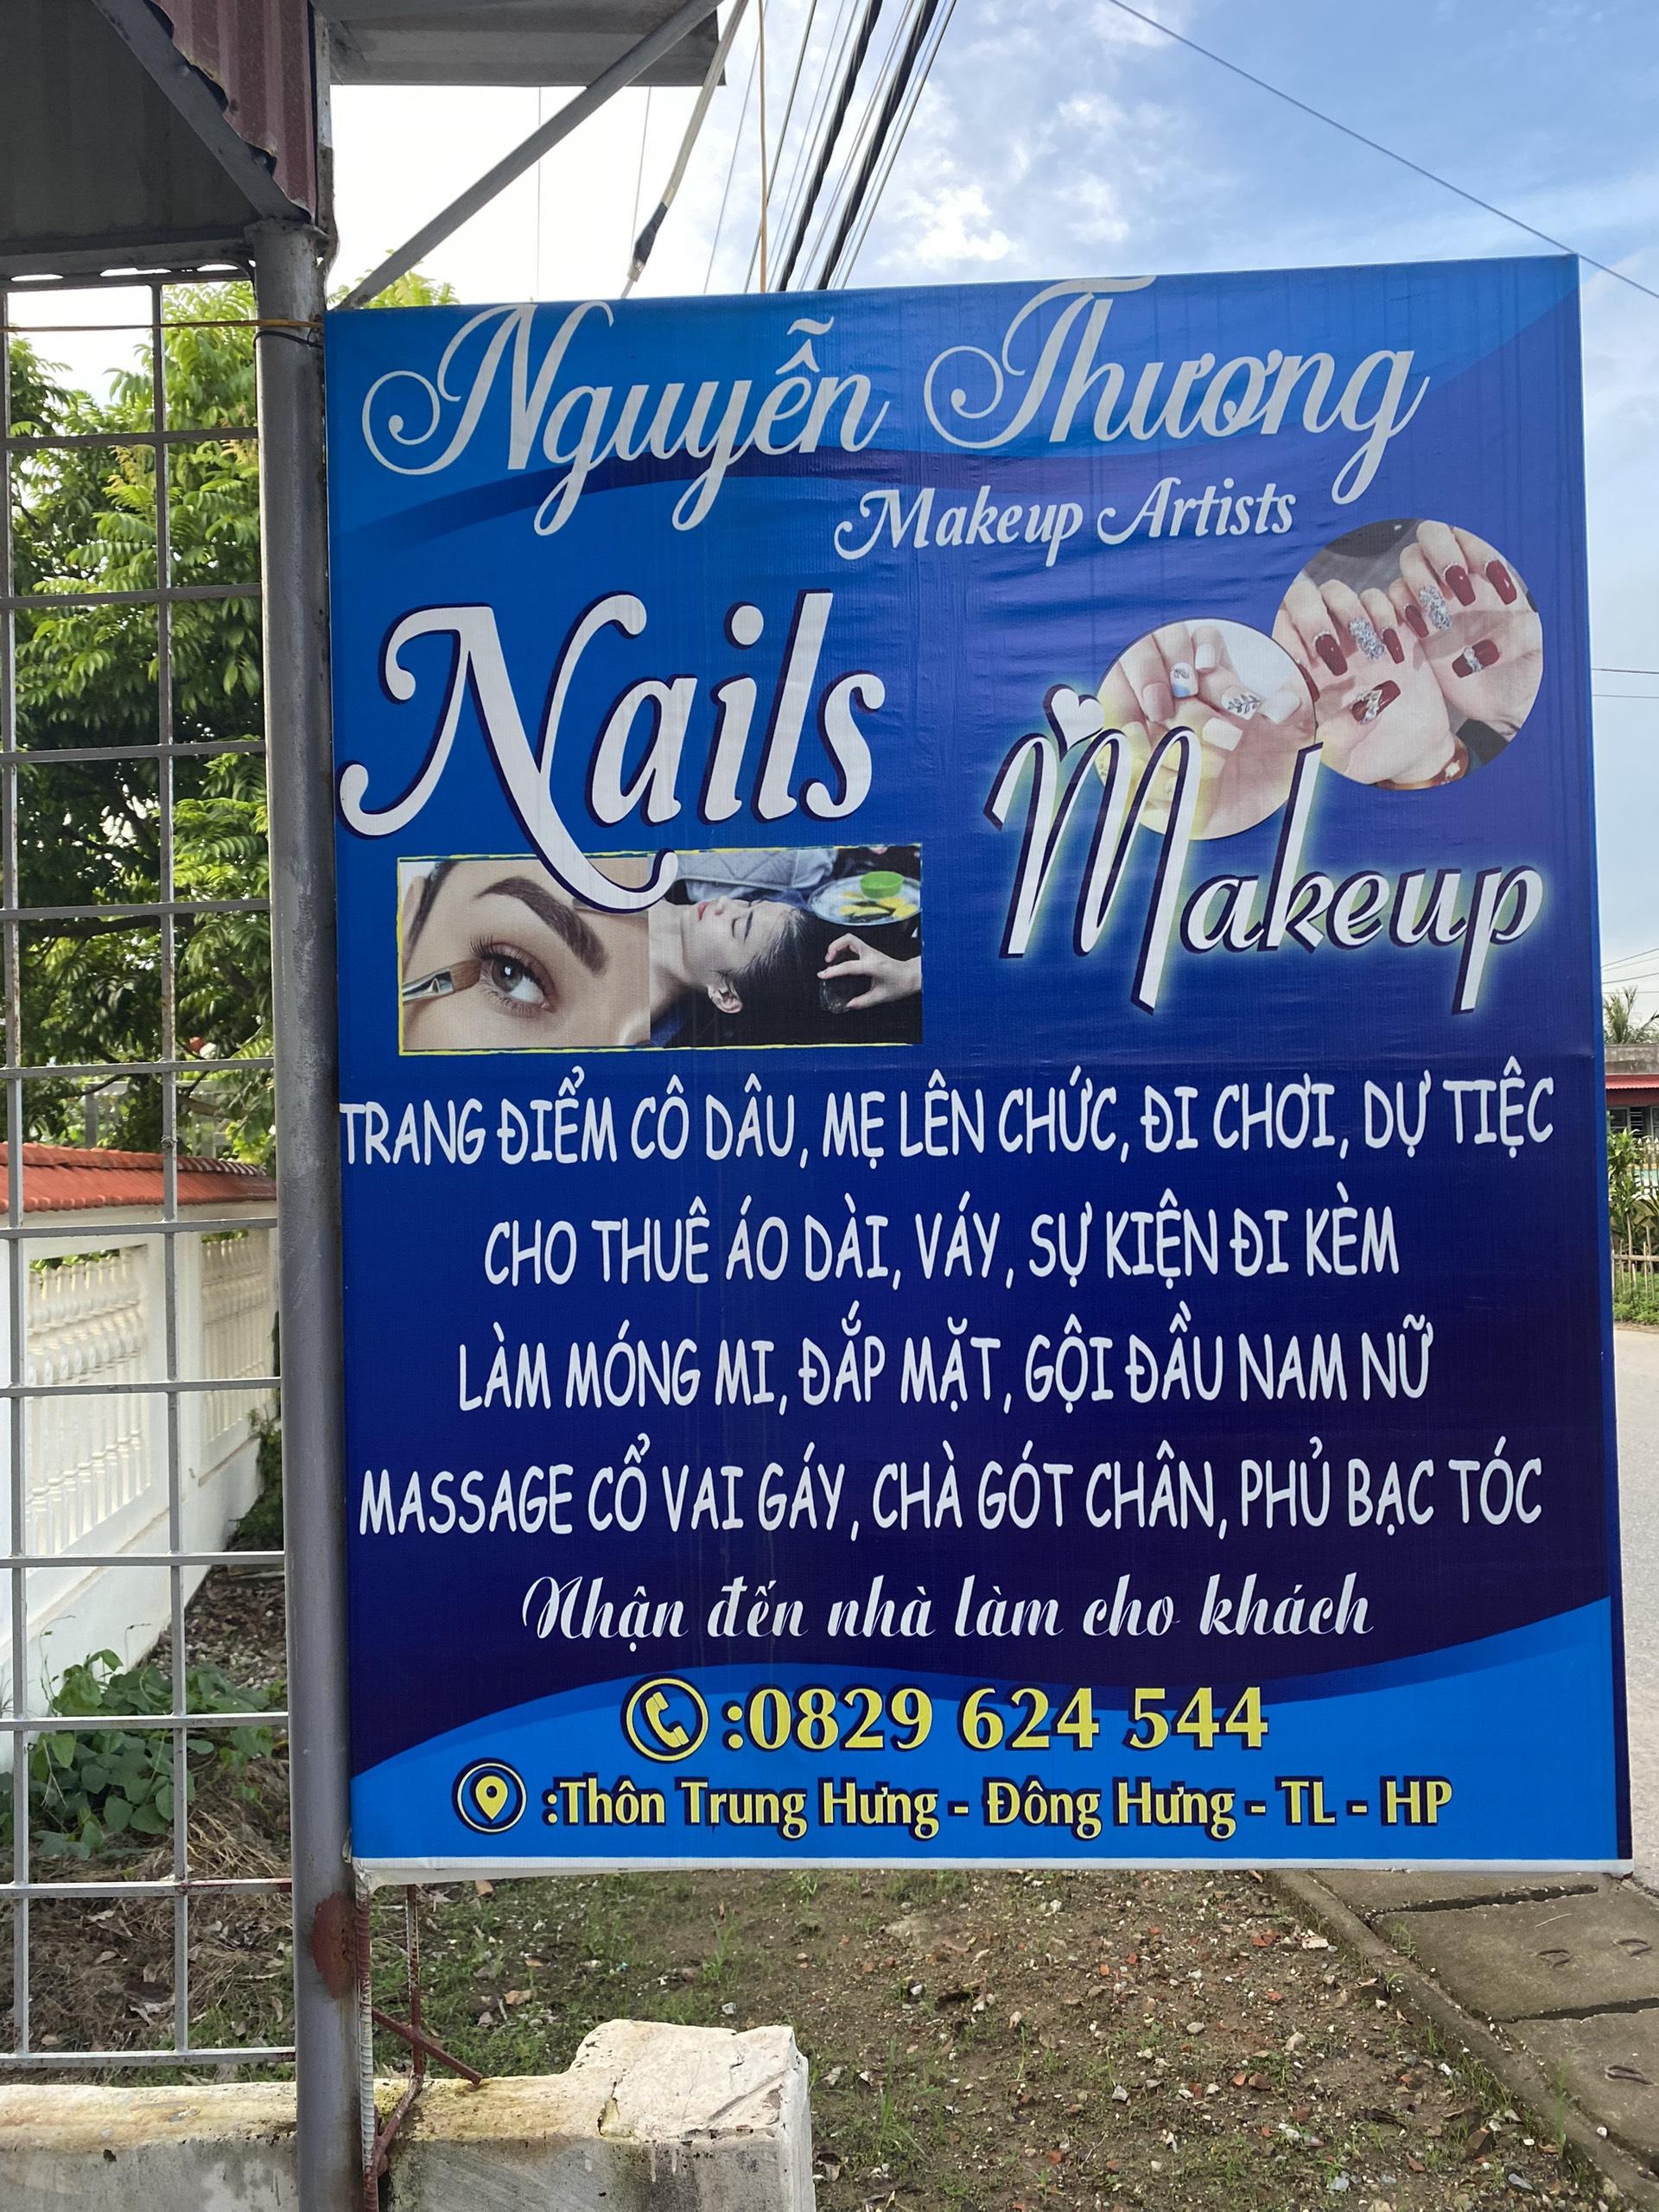 Nguyễn Thương
Makeup Artists
Nails
Makeup
TRANG ĐIỂM CÔ DÂU, MẸ LÊN CHỨC, ĐI CHƠI, DỰ TIỆC
CHO THUÊ ÁO DÀI, VÁY, SỰ KIỆN ĐI KÈM
LÀM MÓNG MI, ĐẮP MẶT, GỘI ĐẦU NAM NỮ
MASSAGE CỔ VAI GÁY, CHÀ GÓT CHÂN, PHỦ BẠC TÓC
Nhận đến nhà làm cho khách
:0829 624 544
:Thôn Trung Hưng - Đông Hưng - TL - HP